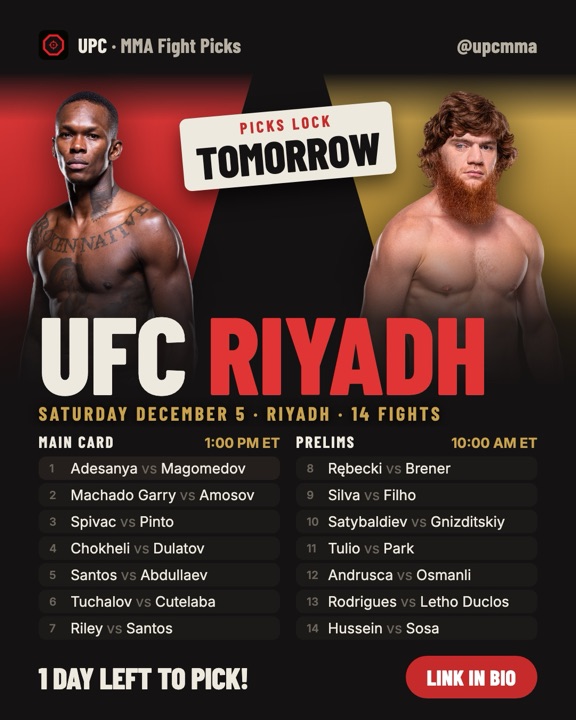 UPC · MMA Fight Picks
@upcmma
PICKS LOCK
TOMORROW
UFC RIYADH
SATURDAY DECEMBER 5 · RIYADH · 14 FIGHTS
MAIN CARD 1:00 PM ET
1 Adesanya vs Magomedov
2 Machado Garry vs Amosov
3 Spivac vs Pinto
4 Chokheli vs Dulatov
5 Santos vs Abdullaev
6 Tuchalov vs Cutelaba
7 Riley vs Santos
PRELIMS 10:00 AM ET
8 Rębecki vs Brener
9 Silva vs Filho
10 Satybaldiev vs Gnizditskiy
11 Tulio vs Park
12 Andrusca vs Osmanli
13 Rodrigues vs Letho Duclos
14 Hussein vs Sosa
1 DAY LEFT TO PICK!
LINK IN BIO